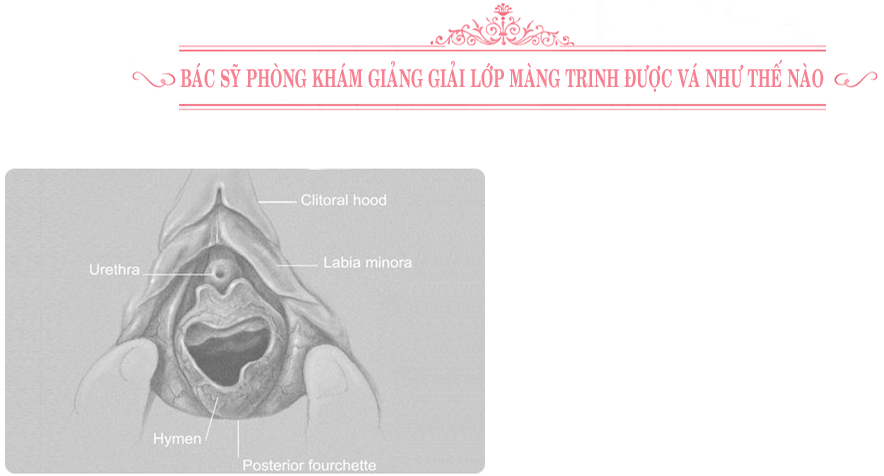 BÁC SỸ PHÒNG KHÁM GIẢNG GIẢI LỚP MÀNG TRINH ĐƯỢC VÁ NHƯ THẾ NÀO
Clitoral hood
Urethra
Labia minora
Hymen
Posterior fourchette